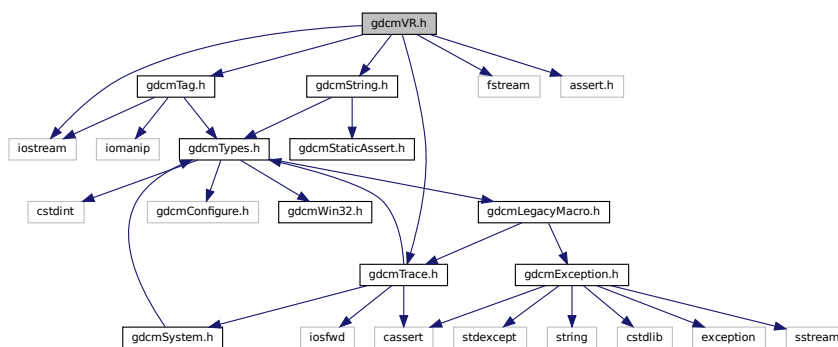 gdcmVR.h
gdcmTag.h
gdcmString.h
fstream
assert.h
iostream
iomanip
gdcmTypes.h
gdcmStaticAssert.h
cstdint
gdcmConfigure.h
gdcmWin32.h
gdcmLegacyMacro.h
gdcmTrace.h
gdcmException.h
gdcmSystem.h
iosfwd
cassert
stdexcept
string
cstdlib
exception
sstream